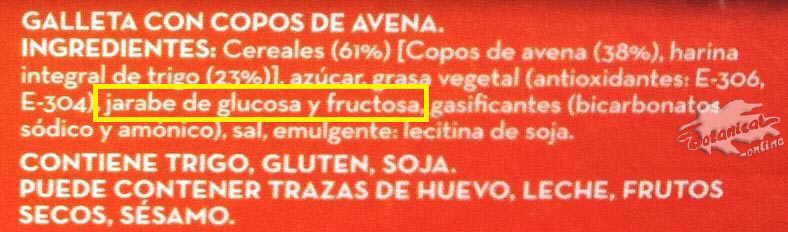 GALLETA CON COPOS DE AVENA.
INGREDIENTES: Cereales (61%) [Copos de avena (38%), harina
integral de trigo (23%)], azúcar, grasa vegetal (antioxidantes: E-306,
E-304), jarabe de glucosa y fructosa, gasificantes (bicarbonatos
sódico y amónico), sal, emulgente: lecitina de soja.
CONTIENE TRIGO, GLUTEN, SOJA.
PUEDE CONTENER TRAZAS DE HUEVO, LECHE, FRUTOS
SECOS, SÉSAMO.
Botanical
-online